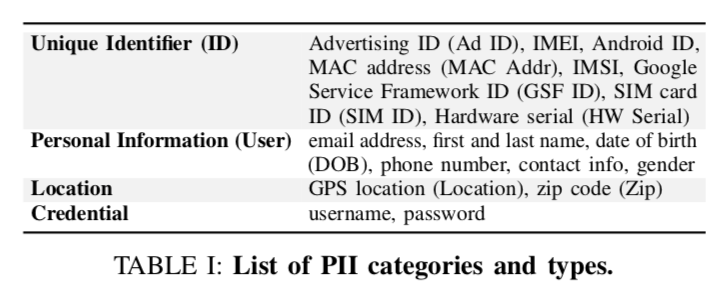 Unique Identifier (ID) Advertising ID (Ad ID), IMEI, Android ID,
MAC address (MAC Addr), IMSI, Google
Service Framework ID (GSF ID), SIM card
ID (SIM ID), Hardware serial (HW Serial)
Personal Information (User) email address, first and last name, date of birth
(DOB), phone number, contact info, gender
Location GPS location (Location), zip code (Zip)
Credential username, password
TABLE I: List of PII categories and types.